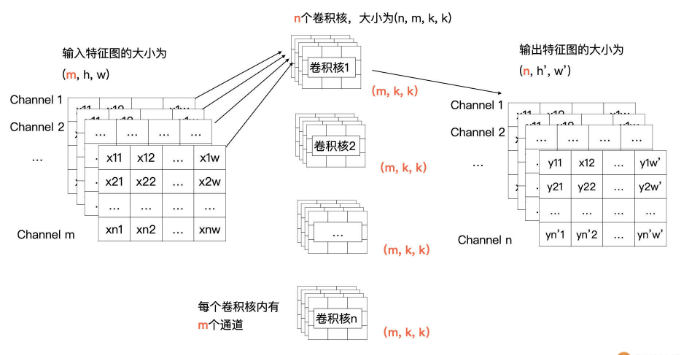 n个卷积核，大小为(n, m, k, k)
输入特征图的大小为
(m, h, w)
输出特征图的大小为
(n, h', w')
卷积核1
(m, k, k)
Channel 1
Channel 2
...
Channel m
... ... ...
x11 x12 ... x1w
x21 x22 ... x2w
... ... ... ...
xn1 xn2 ... xnw
卷积核2
(m, k, k)
...
(m, k, k)
每个卷积核内有
m个通道
卷积核n
(m, k, k)
Channel 1
Channel 2
...
Channel n
... ... ... ...
y11 x12 ... y1w'
y21 y22 ... y2w'
... ... ... ...
yn'1 yn'2 ... yn'w'